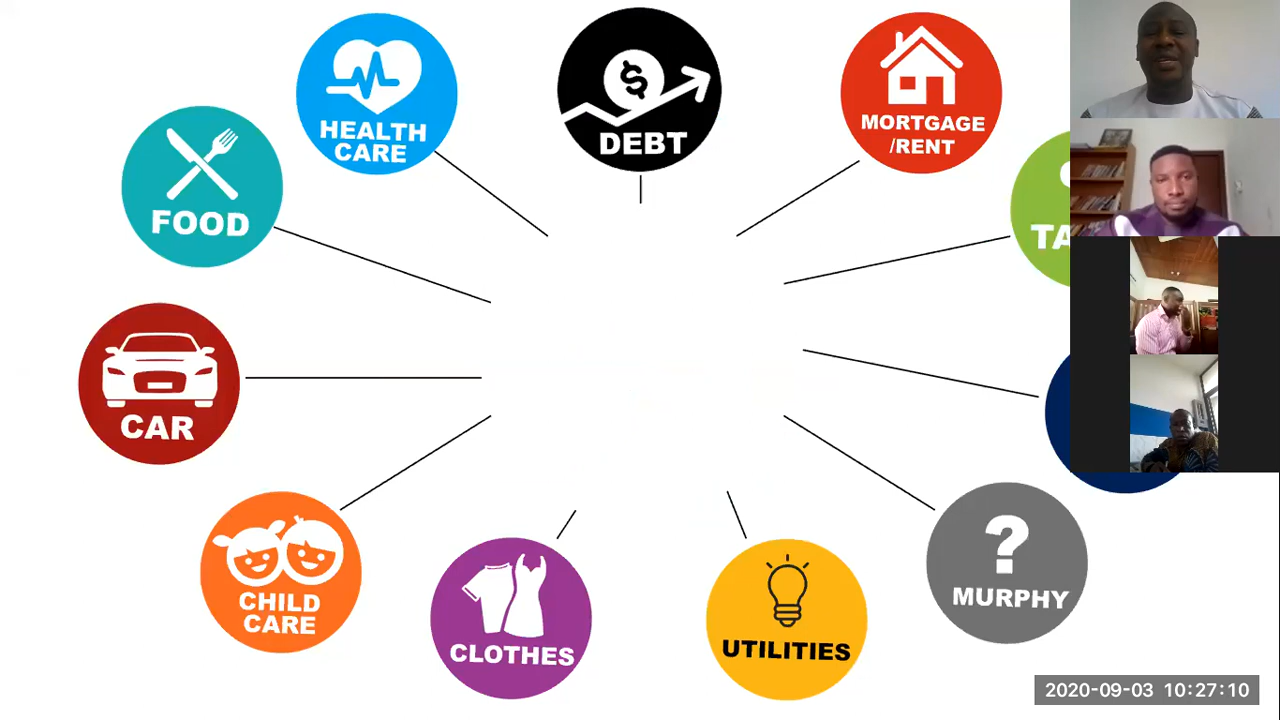 HEALTH
CARE
DEBT
MORTGAGE
/RENT
FOOD
CAR
CHILD
CARE
CLOTHES
UTILITIES
?
MURPHY
2020-09-03 10:27:10